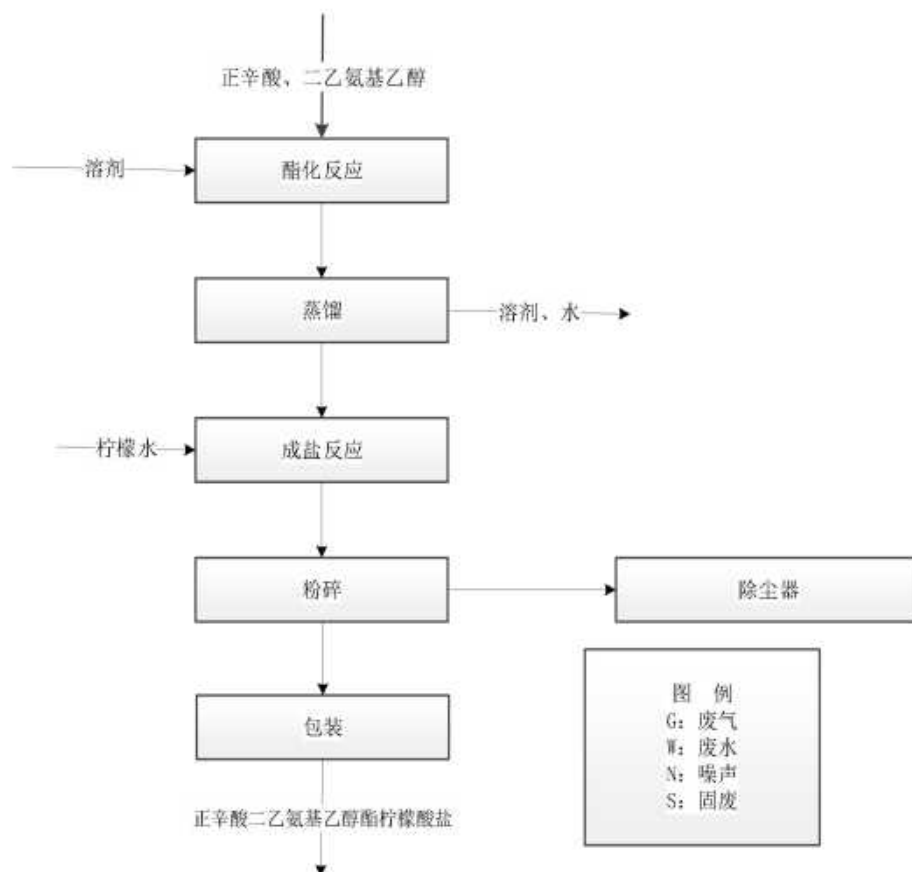 正辛酸、二乙氨基乙醇
溶剂
酯化反应
蒸馏
溶剂、水
柠檬水
成盐反应
粉碎
除尘器
包装
图 例
G：废气
W：废水
N：噪声
S：固废
正辛酸二乙氨基乙醇酯柠檬酸盐